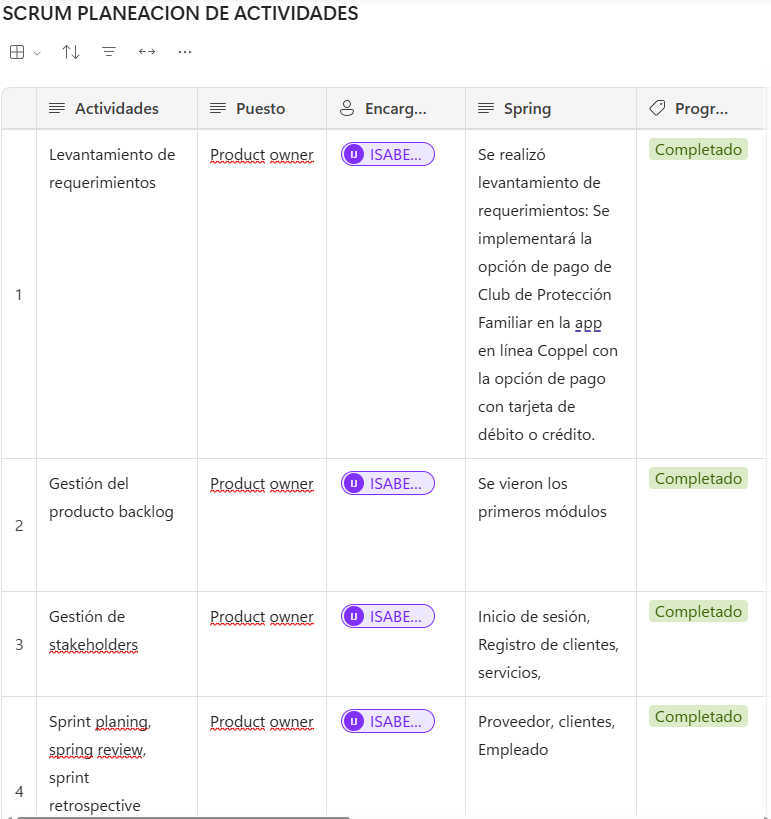 SCRUM PLANEACION DE ACTIVIDADES
Actividades
Puesto
Encarg...
Spring
Progr...
1
Levantamiento de
requerimientos
Product owner
IJ ISABE...
Se realizó
levantamiento de
requerimientos: Se
implementará la
opción de pago de
Club de Protección
Familiar en la app
en línea Coppel con
la opción de pago
con tarjeta de
débito o crédito.
Completado
2
Gestión del
producto backlog
Product owner
IJ ISABE...
Se vieron los
primeros módulos
Completado
3
Gestión de
stakeholders
Product owner
IJ ISABE...
Inicio de sesión,
Registro de clientes,
servicios,
Completado
4
Sprint planing,
spring review,
sprint
retrospective
Product owner
IJ ISABE...
Proveedor, clientes,
Empleado
Completado